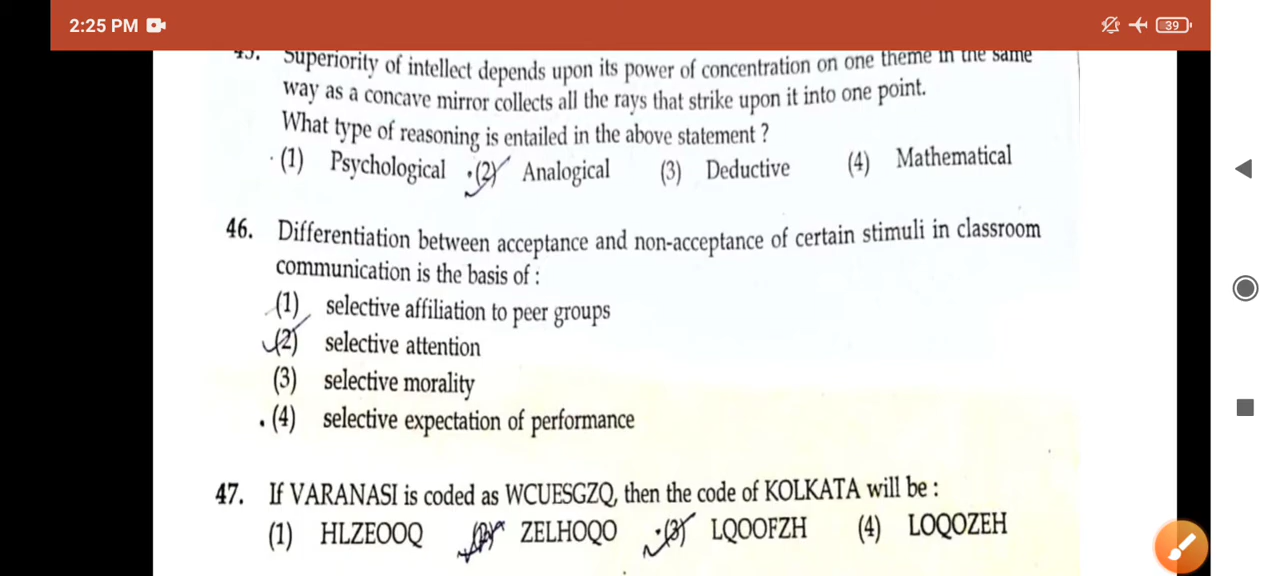 2:25 PM
39
45. Superiority of intellect depends upon its power of concentration on one theme in the same
way as a concave mirror collects all the rays that strike upon it into one point.
What type of reasoning is entailed in the above statement ?
(1) Psychological (2) Analogical (3) Deductive (4) Mathematical
46. Differentiation between acceptance and non-acceptance of certain stimuli in classroom
communication is the basis of :
(1) selective affiliation to peer groups
(2) selective attention
(3) selective morality
(4) selective expectation of performance
47. If VARANASI is coded as WCUESGZQ, then the code of KOLKATA will be :
(1) HLZEOOQ (2) ZELHOQO (3) LQOOFZH (4) LOQOZEH